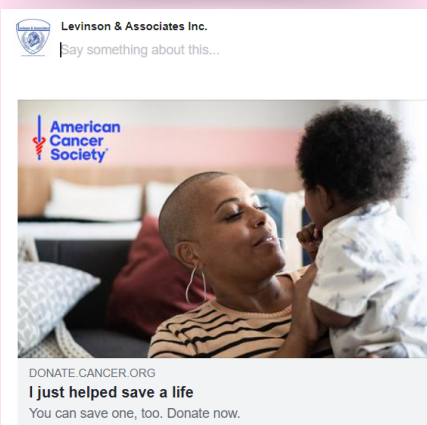 Levinson & Associates Inc.
Say something about this...
American
Cancer
Society
DONATE.CANCER.ORG
I just helped save a life
You can save one, too. Donate now.